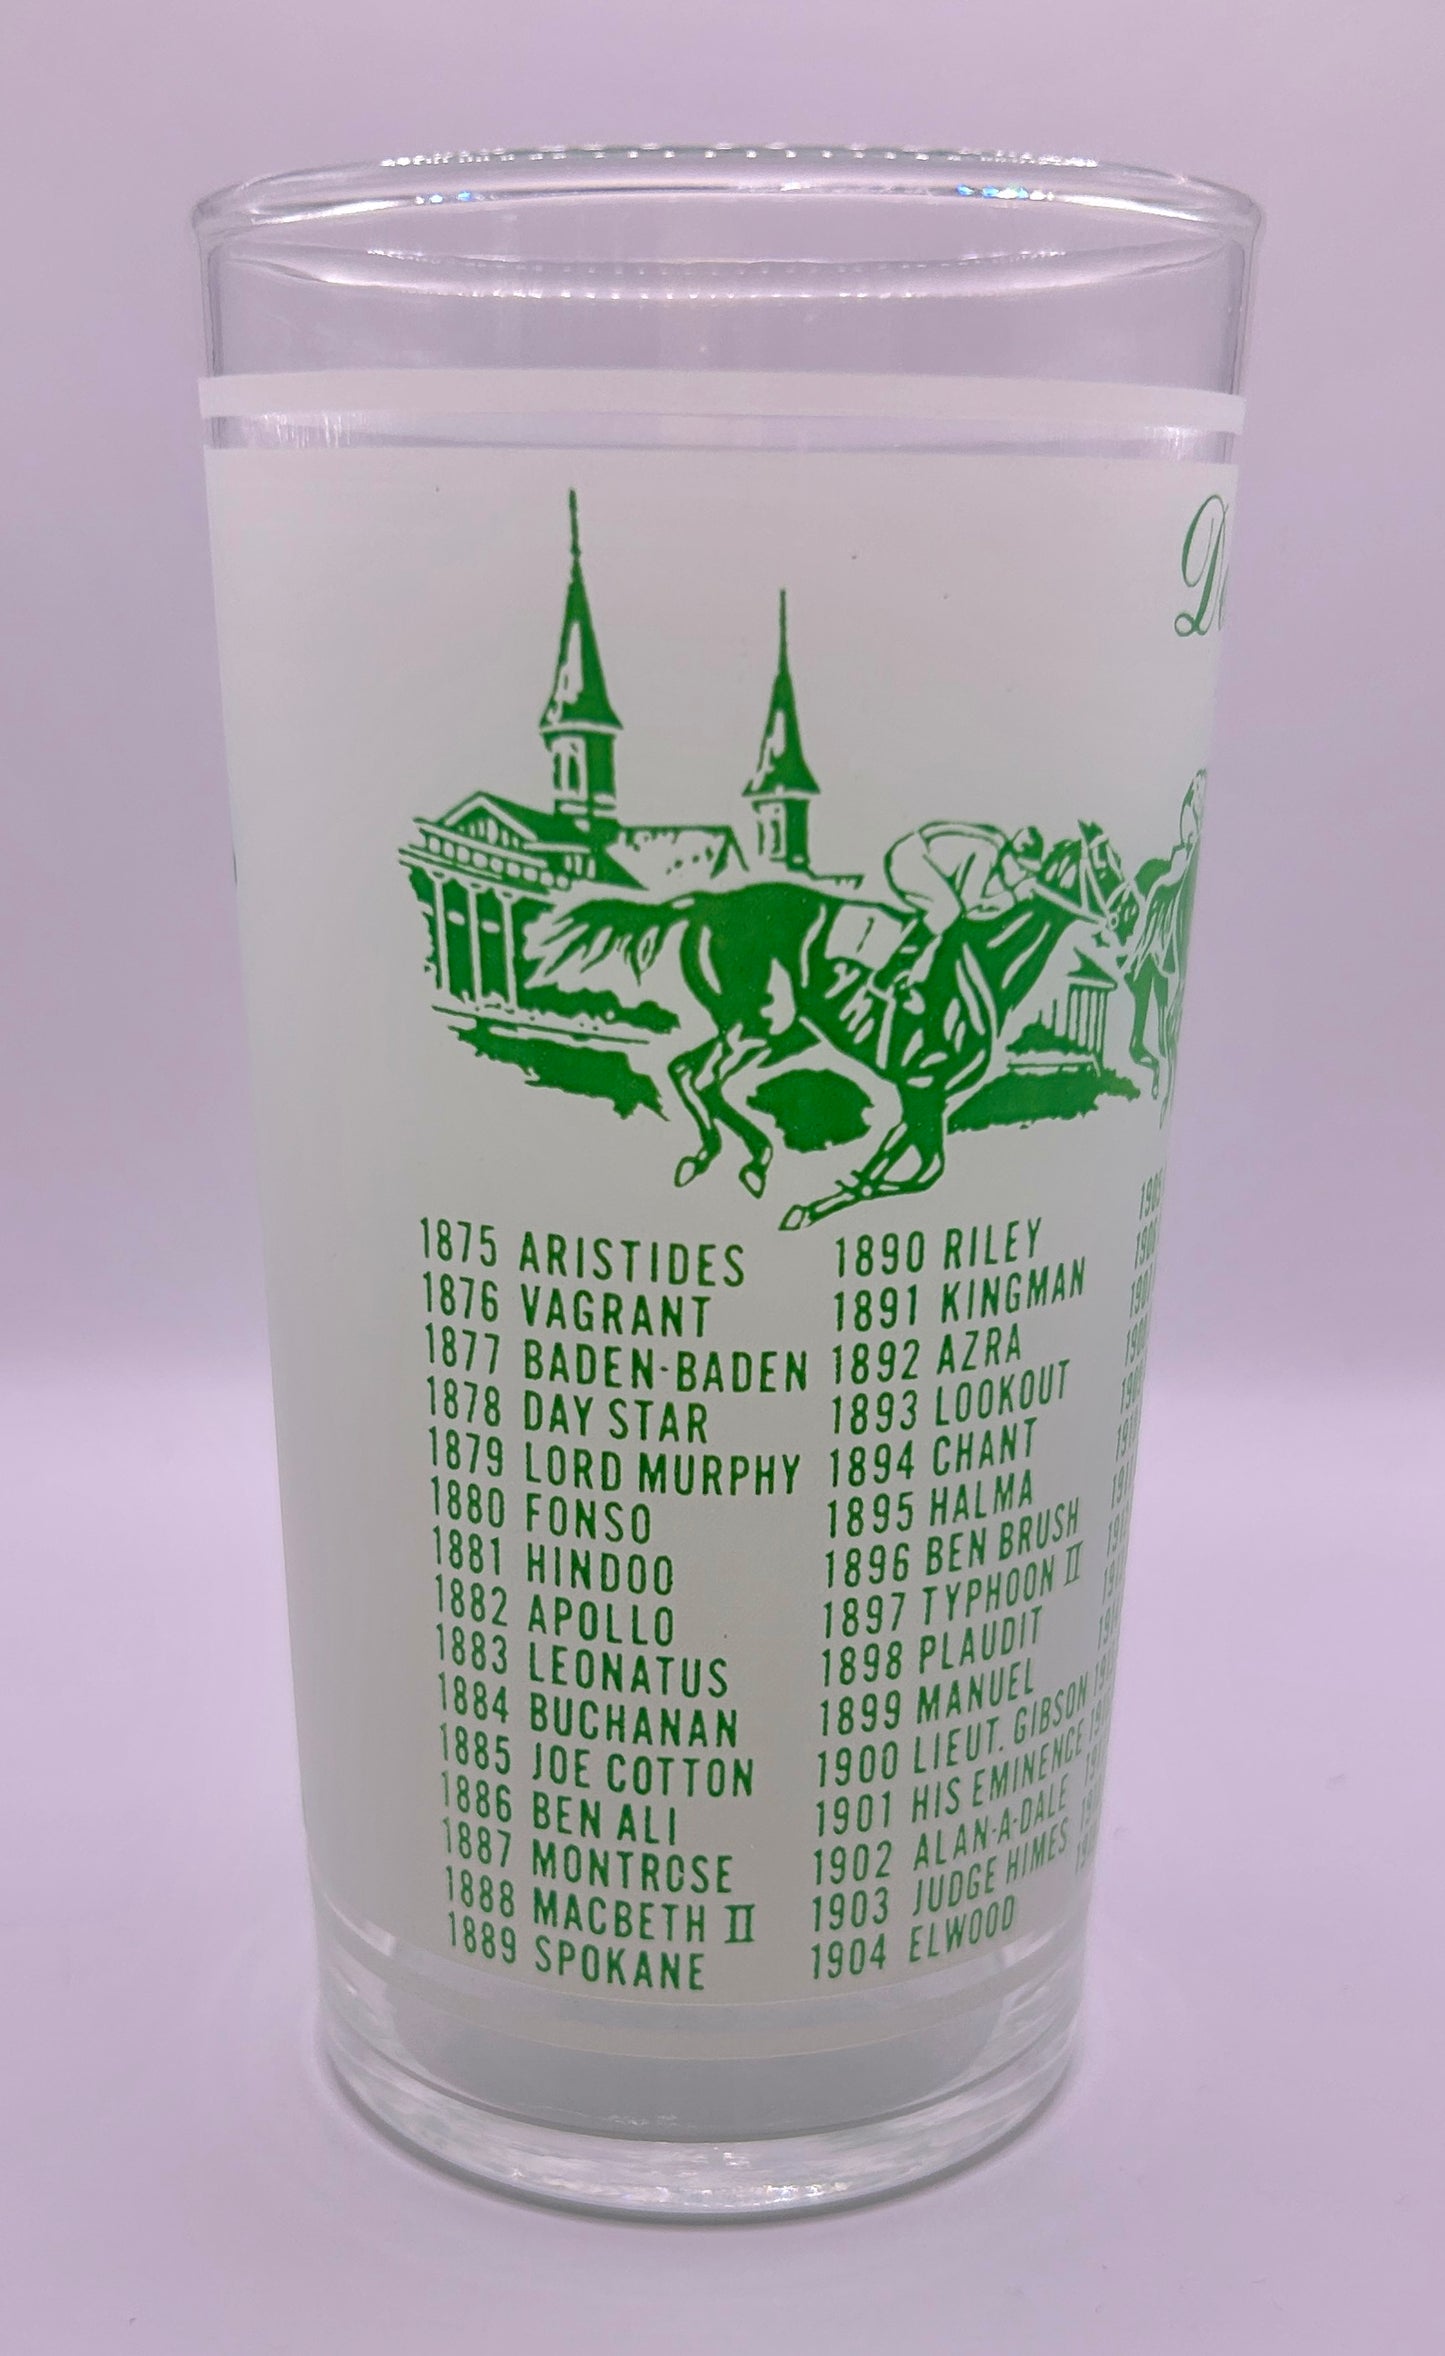 1875 ARISTIDES
1876 VAGRANT
1877 BADEN-BADEN
1878 DAY STAR
1879 LORD MURPHY
1880 FONSO
1881 HINDOO
1882 APOLLO
1883 LEONATUS
1884 BUCHANAN
1885 JOE COTTON
1886 BEN ALI
1887 MONTROSE
1888 MACBETH II
1889 SPOKANE
1890 RILEY
1891 KINGMAN
1892 AZRA
1893 LOOKOUT
1894 CHANT
1895 HALMA
1896 BEN BRUSH
1897 TYPHOON II
1898 PLAUDIT
1899 MANUEL
1900 LIEUT. GIBSON
1901 HIS EMINENCE
1902 ALAN-A-DALE
1903 JUDGE HIMES
1904 ELWOOD